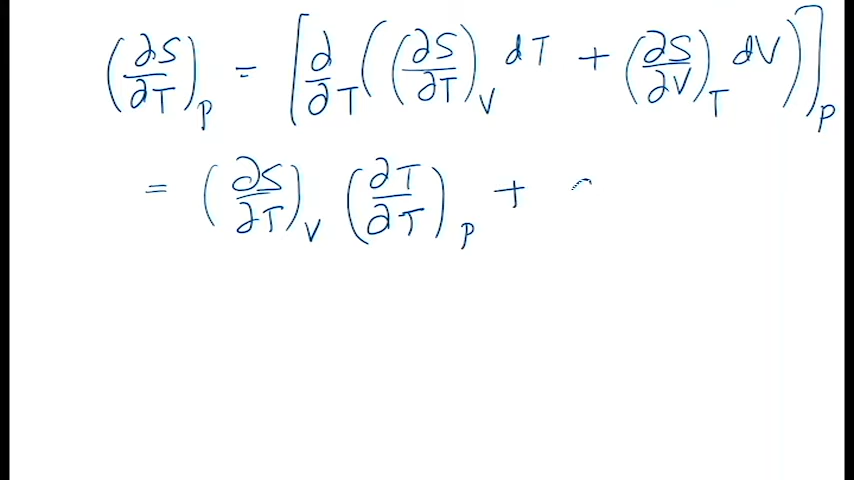 (∂S/∂T)_P = [∂/∂T((∂S/∂T)_V dT + (∂S/∂V)_T dV)]_P
= (∂S/∂T)_V (∂T/∂T)_P +